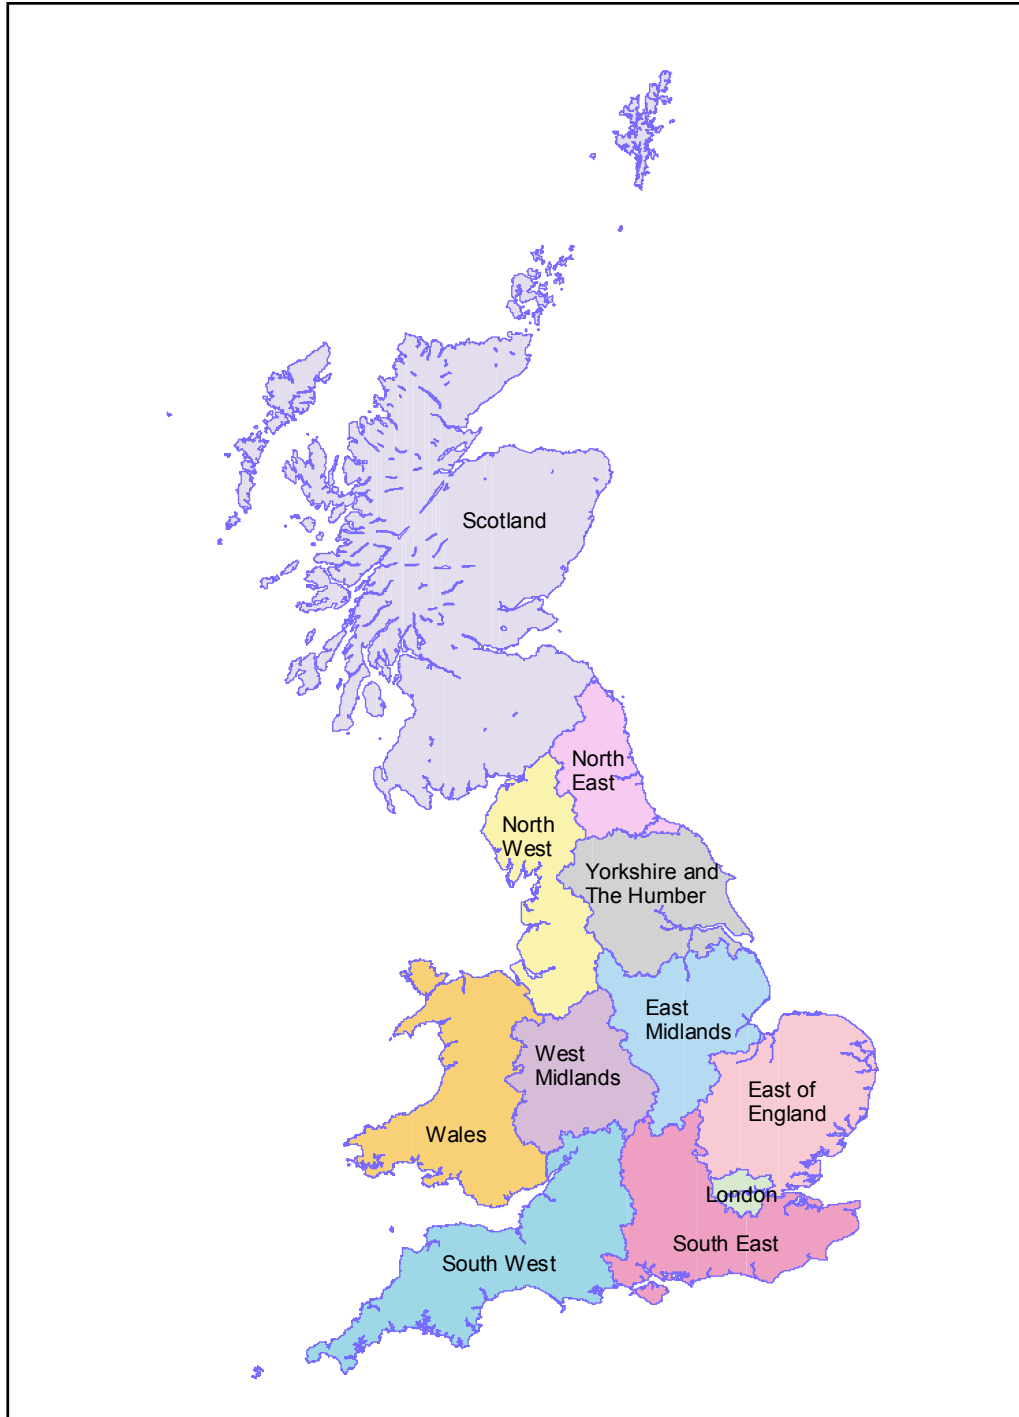 Scotland
North
East
North
West
Yorkshire and
The Humber
East
Midlands
West
Midlands
East of
England
Wales
London
South East
South West